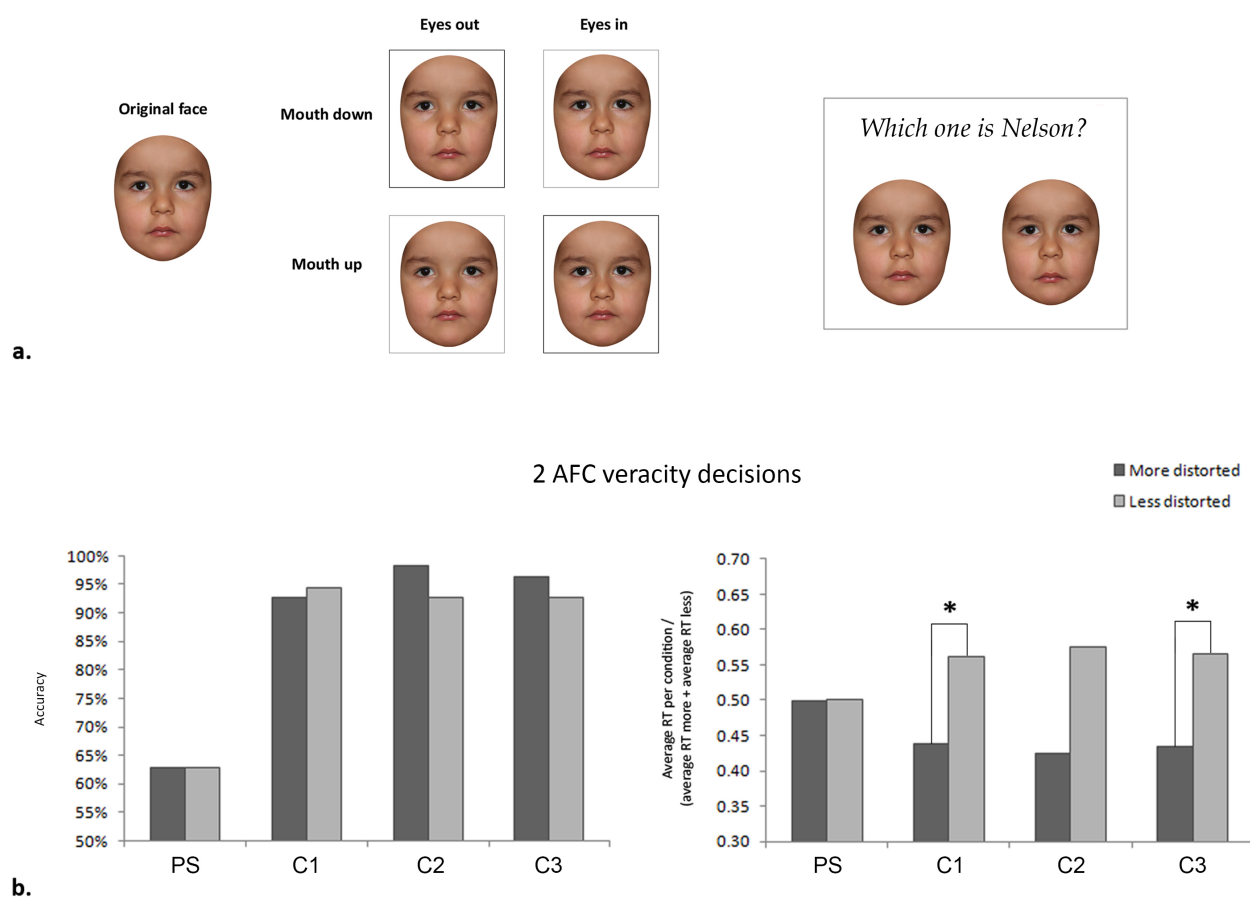 Eyes out
Eyes in
Original face
Mouth down
Mouth up
Which one is Nelson?
a.
2 AFC veracity decisions
More distorted
Less distorted
Accuracy
100%
95%
90%
85%
80%
75%
70%
65%
60%
55%
50%
PS
C1
C2
C3
Average RT per condition /
(average RT more + average RT less)
0.70
0.65
0.60
0.55
0.50
0.45
0.40
0.35
0.30
*
*
PS
C1
C2
C3
b.